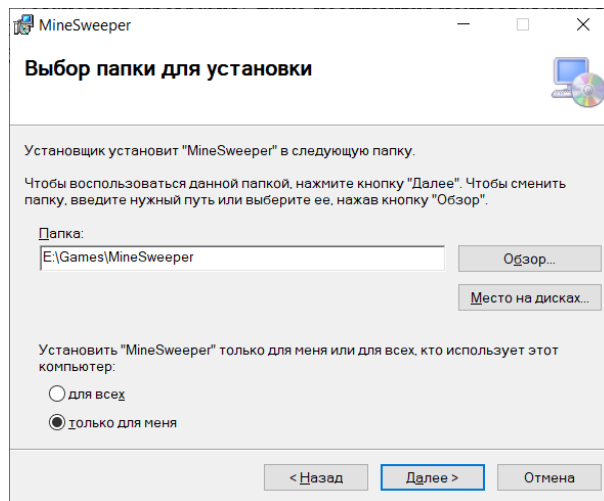 MineSweeper
Выбор папки для установки
Установщик установит "MineSweeper" в следующую папку.
Чтобы воспользоваться данной папкой, нажмите кнопку "Далее". Чтобы сменить
папку, введите нужный путь или выберите ее, нажав кнопку "Обзор".
Папка:
E:\Games\MineSweeper
Обзор...
Место на дисках...
Установить "MineSweeper" только для меня или для всех, кто использует этот
компьютер:
для всех
только для меня
< Назад
Далее >
Отмена